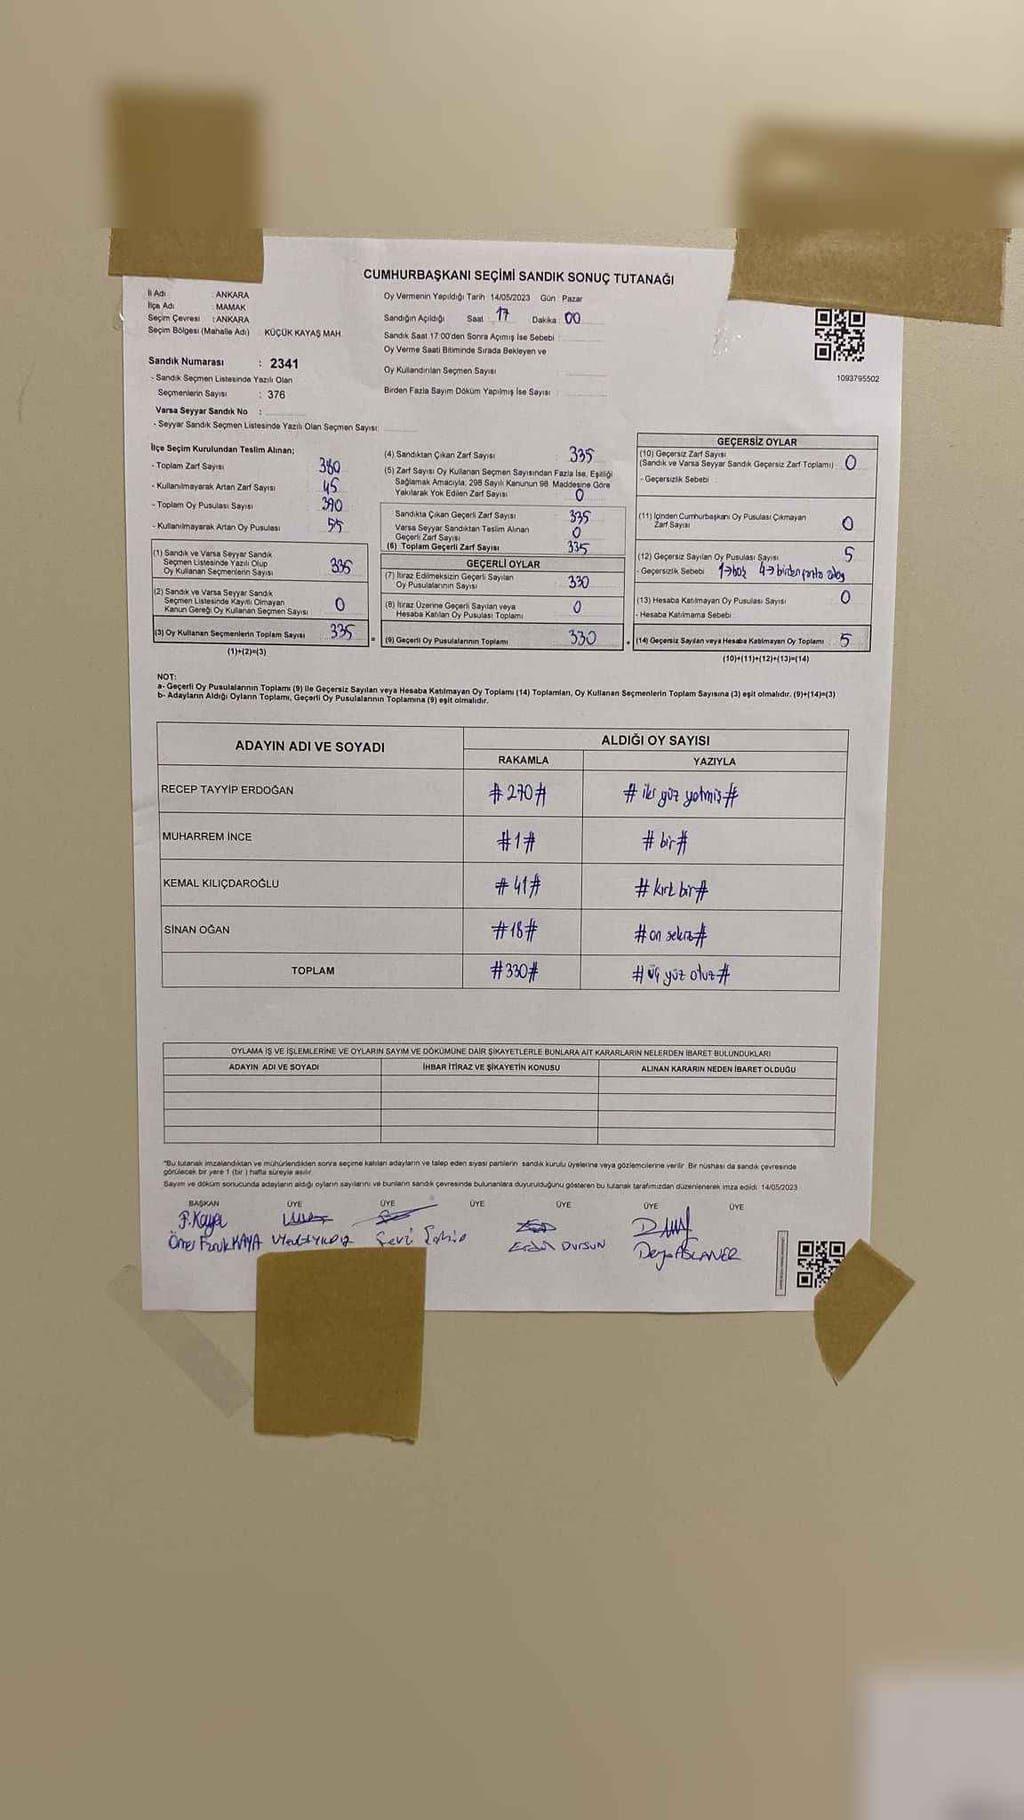 CUMHURBAŞKANI SEÇİMİ SANDIK SONUÇ TUTANAĞI
İl Adı : ANKARA
İlçe Adı : MAMAK
Seçim Çevresi : ANKARA
Seçim Bölgesi (Mahalle Adı) KÜÇÜK KAYAŞ MAH.
Sandık Numarası : 2341
- Sandık Seçmen Listesinde Yazılı Olan
Seçmenlerin Sayısı : 376
Varsa Seyyar Sandık No :
- Seyyar Sandık Seçmen Listesinde Yazılı Olan Seçmen Sayısı:
Oy Vermenin Yapıldığı Tarih 14/05/2023 Gün Pazar
Sandığın Açıldığı Saat 17 Dakika : 00
Sandık Saat 17:00'den Sonra Açımış İse Sebebi :
Oy Verme Saati Bitiminde Sırada Bekleyen ve
Oy Kullandırılan Seçmen Sayısı
Birden Fazla Sayım Döküm Yapılmış İse Sayısı :
1093795502
İlçe Seçim Kurulundan Teslim Alınan;
- Toplam Zarf Sayısı 380
- Kullanılmayarak Artan Zarf Sayısı 45
- Toplam Oy Pusulası Sayısı 390
- Kullanılmayarak Artan Oy Pusulası 55
(1) Sandık ve Varsa Seyyar Sandık
Seçmen Listesinde Yazılı Olup
Oy Kullanan Seçmenlerin Sayısı 335
(2) Sandık ve Varsa Seyyar Sandık
Seçmen Listesinde Kayıtlı Olmayan
Kanun Gereği Oy Kullanan Seçmen Sayısı 0
(3) Oy Kullanan Seçmenlerin Toplam Sayısı 335
(1)+(2)=(3)
(4) Sandıktan Çıkan Zarf Sayısı 335
(5) Zarf Sayısı Oy Kullanan Seçmen Sayısından Fazla İse, Eşitliği
Sağlamak Amacıyla; 298 Sayılı Kanunun 98. Maddesine Göre
Yakılarak Yok Edilen Zarf Sayısı 0
Sandıkta Çıkan Geçerli Zarf Sayısı 335
Varsa Seyyar Sandıktan Teslim Alınan
Geçerli Zarf Sayısı 0
(6) Toplam Geçerli Zarf Sayısı 335
GEÇERLİ OYLAR
(7) İtiraz Edilmeksizin Geçerli Sayılan
Oy Pusulalarının Sayısı 330
(8) İtiraz Üzerine Geçerli Sayılan veya
Hesaba Katılan Oy Pusulası Toplamı 0
= (9) Geçerli Oy Pusulalarının Toplamı 330
GEÇERSİZ OYLAR
(10) Geçersiz Zarf Sayısı
(Sandık ve Varsa Seyyar Sandık Geçersiz Zarf Toplamı) 0
- Geçersizlik Sebebi :
(11) İçinden Cumhurbaşkanı Oy Pusulası Çıkmayan
Zarf Sayısı 0
(12) Geçersiz Sayılan Oy Pusulası Sayısı 5
- Geçersizlik Sebebi 1→boş 4→birden fazla aday
(13) Hesaba Katılmayan Oy Pusulası Sayısı 0
- Hesaba Katılmama Sebebi :
+ (14) Geçersiz Sayılan veya Hesaba Katılmayan Oy Toplamı 5
(10)+(11)+(12)+(13)=(14)
NOT:
a- Geçerli Oy Pusulalarının Toplamı (9) ile Geçersiz Sayılan veya Hesaba Katılmayan Oy Toplamı (14) Toplamları, Oy Kullanan Seçmenlerin Toplam Sayısına (3) eşit olmalıdır. (9)+(14)=(3)
b- Adayların Aldığı Oyların Toplamı, Geçerli Oy Pusulalarının Toplamına (9) eşit olmalıdır.
ADAYIN ADI VE SOYADI ALDIĞI OY SAYISI
RAKAMLA YAZIYLA
RECEP TAYYİP ERDOĞAN #270# #iki yüz yetmiş#
MUHARREM İNCE #1# #bir#
KEMAL KILIÇDAROĞLU #41# #kırk bir#
SİNAN OĞAN #18# #on sekiz#
TOPLAM #330# #üç yüz otuz#
OYLAMA İŞ VE İŞLEMLERİNE VE OYLARIN SAYIM VE DÖKÜMÜNE DAİR ŞİKAYETLERLE BUNLARA AİT KARARLARIN NELERDEN İBARET BULUNDUKLARI
ADAYIN ADI VE SOYADI İHBAR İTİRAZ VE ŞİKAYETİN KONUSU ALINAN KARARIN NEDEN İBARET OLDUĞU
*Bu tutanak imzalandıktan ve mühürlendikten sonra seçime katılan adayların ve talep eden siyasi partilerin sandık kurulu üyelerine veya gözlemcilerine verilir. Bir nüshası da sandık çevresinde
görülecek bir yere 1 (bir ) hafta süreyle asılır.
Sayım ve döküm sonucunda adayların aldığı oyların sayılarını ve bunların sandık çevresinde bulunanlara duyurulduğunu gösteren bu tutanak tarafımızdan düzenlenerek imza edildi. 14/05/2023
BAŞKAN ÜYE ÜYE ÜYE ÜYE ÜYE ÜYE
F.Kaya
Ömer Faruk KAYA DURSUN Derya ASLANER